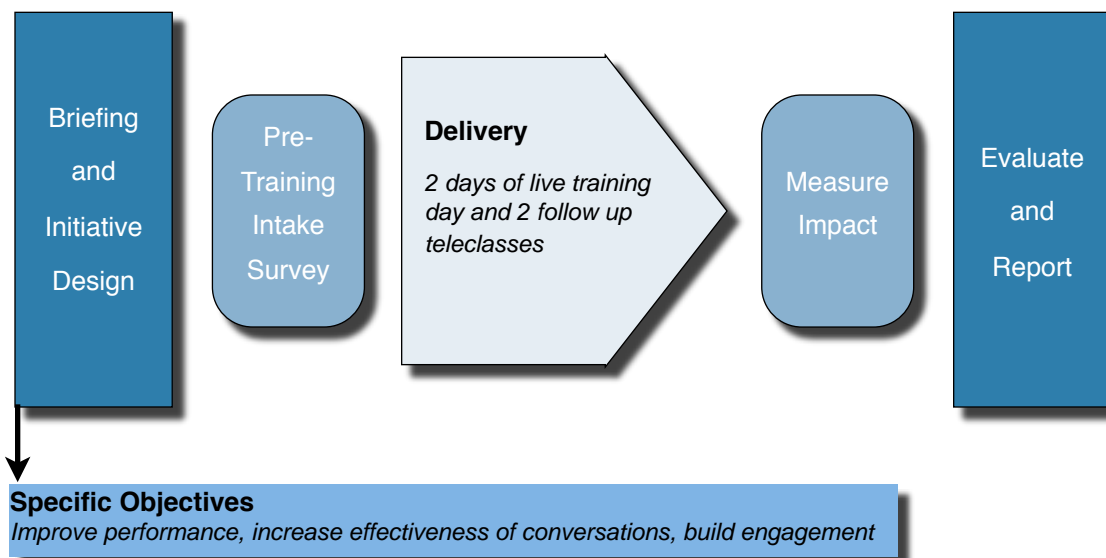 Briefing
and
Initiative
Design
Pre-
Training
Intake
Survey
Delivery
2 days of live training
day and 2 follow up
teleclasses
Measure
Impact
Evaluate
and
Report
Specific Objectives
Improve performance, increase effectiveness of conversations, build engagement